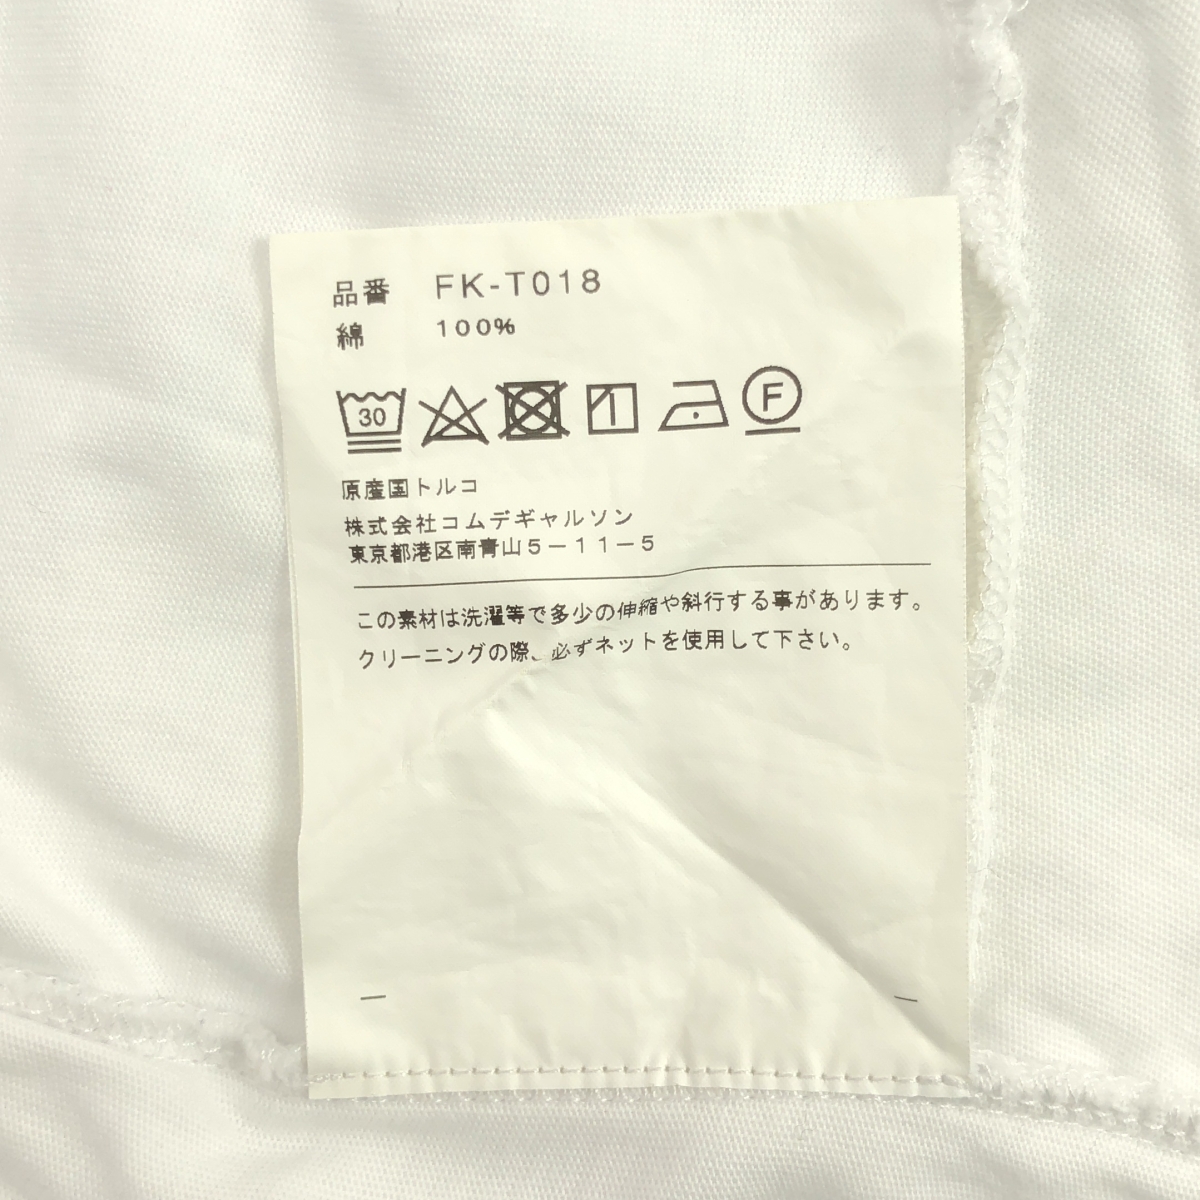 品番 FK-T018
綿 100%
30 F
原産国トルコ
株式会社コムデギャルソン
東京都港区南青山5-11-5
この素材は洗濯等で多少の伸縮や斜行する事があります。
クリーニングの際、必ずネットを使用して下さい。